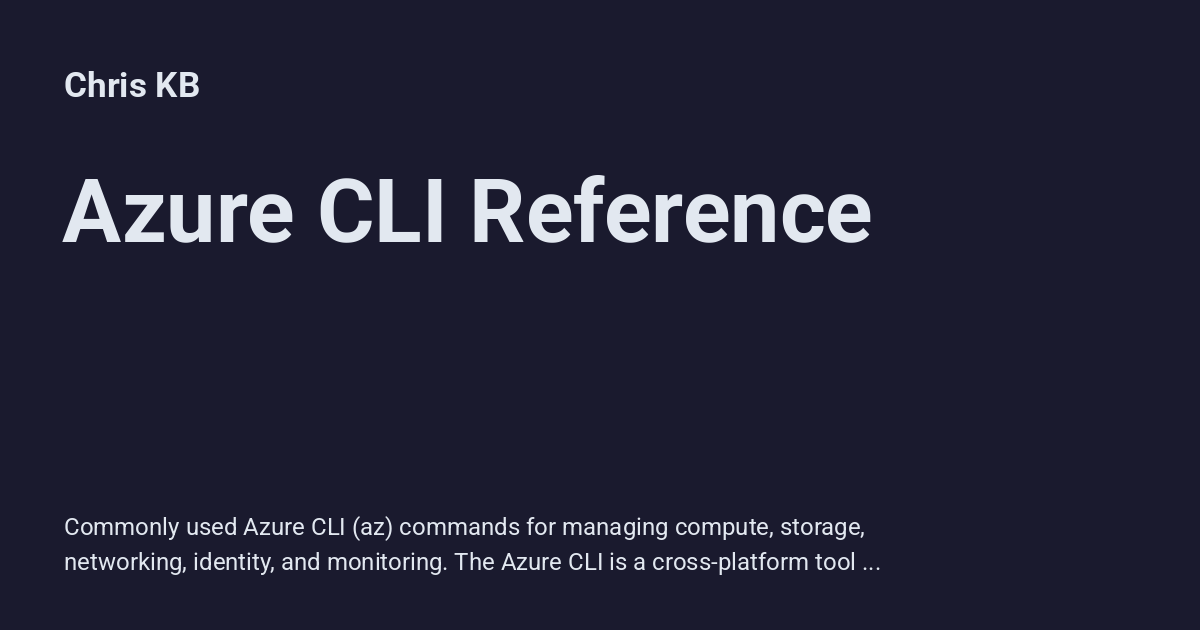 Chris KB
Azure CLI Reference
Commonly used Azure CLI (az) commands for managing compute, storage,
networking, identity, and monitoring. The Azure CLI is a cross-platform tool ...